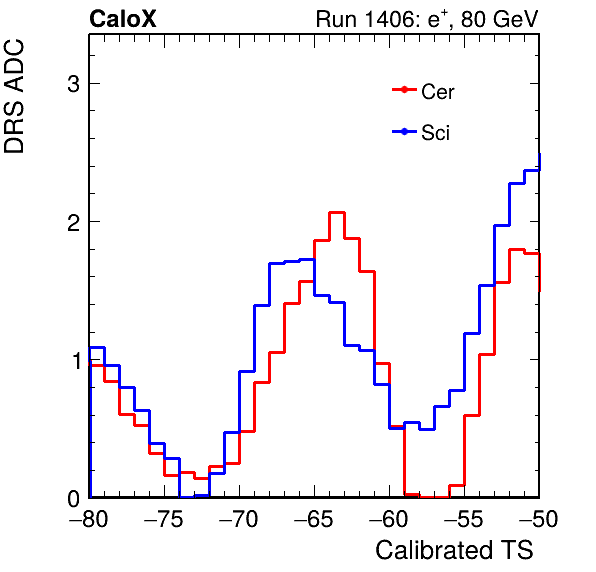 CaloX Run 1406: e⁺, 80 GeV
DRS ADC
3
Cer
Sci
2
1
0
−80 −75 −70 −65 −60 −55 −50
Calibrated TS